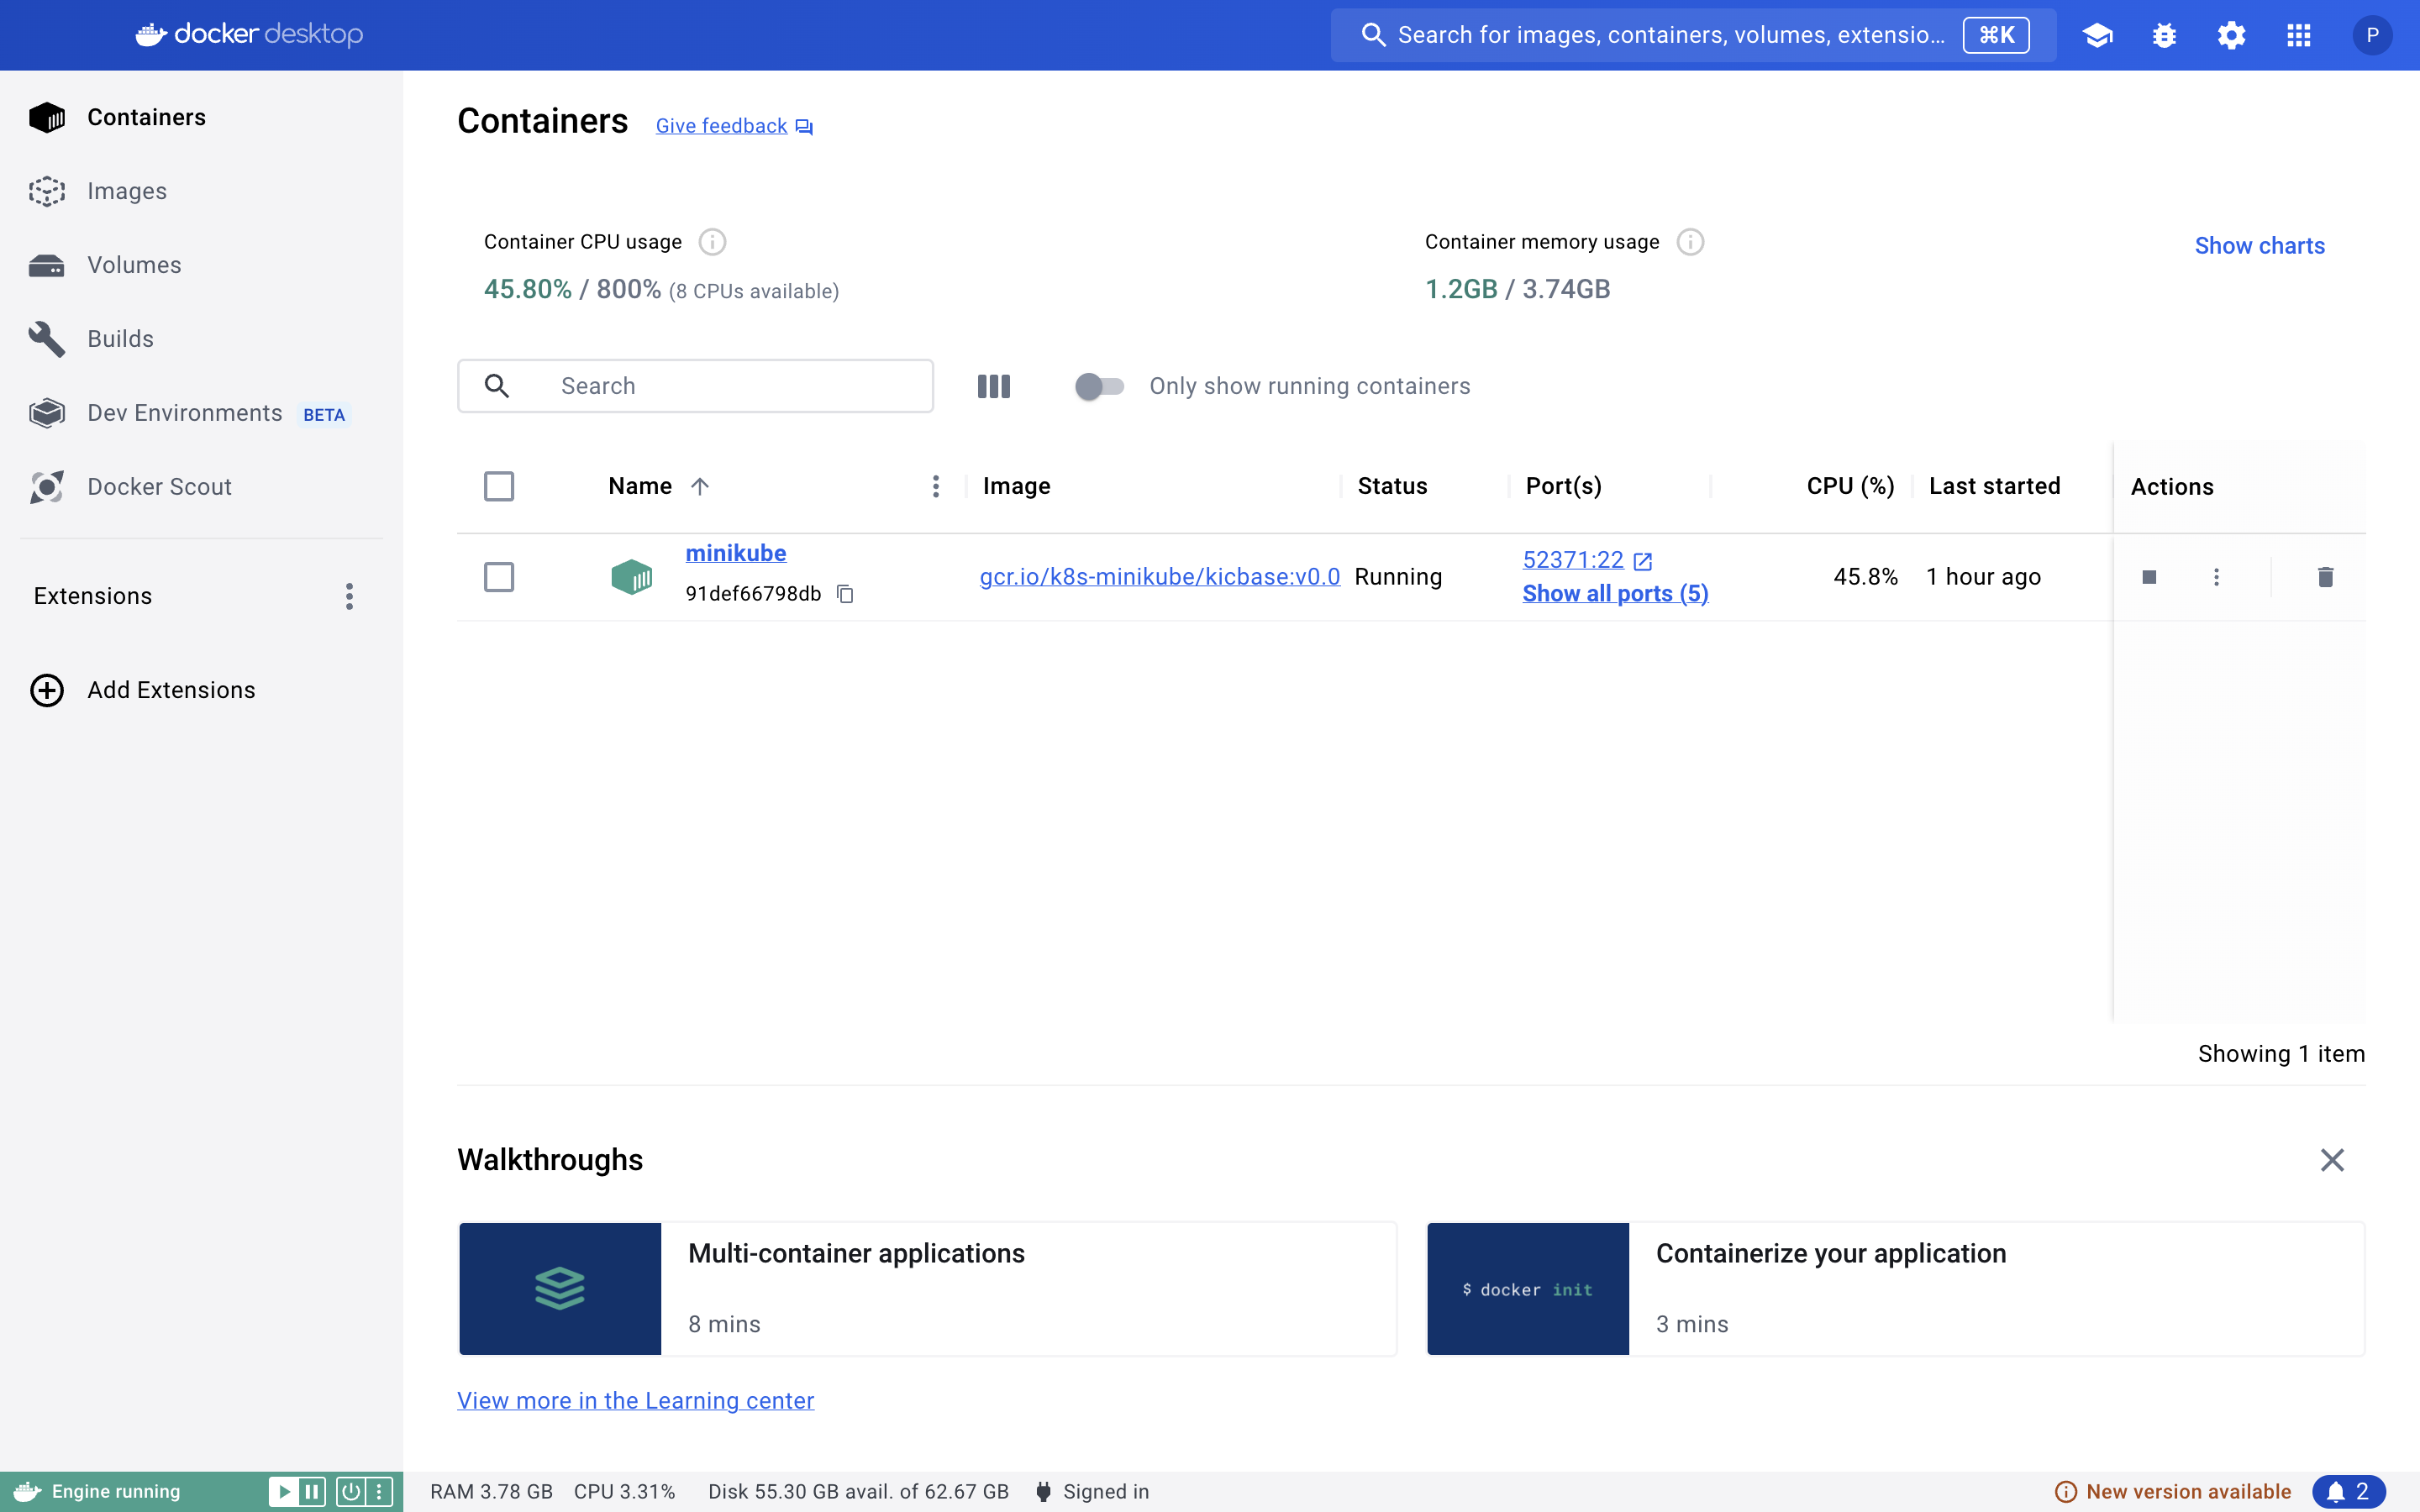 docker desktop
Search for images, containers, volumes, extensio... ⌘K
P
Containers
Images
Volumes
Builds
Dev Environments BETA
Docker Scout
Extensions
Add Extensions
Containers Give feedback
Container CPU usage
45.80% / 800% (8 CPUs available)
Container memory usage
1.2GB / 3.74GB
Show charts
Search
Only show running containers
Name Image Status Port(s) CPU (%) Last started Actions
minikube
91def66798db
gcr.io/k8s-minikube/kicbase:v0.0
Running
52371:22
Show all ports (5)
45.8%
1 hour ago
Showing 1 item
Walkthroughs
Multi-container applications
8 mins
$ docker init
Containerize your application
3 mins
View more in the Learning center
Engine running
RAM 3.78 GB CPU 3.31% Disk 55.30 GB avail. of 62.67 GB Signed in
New version available
2